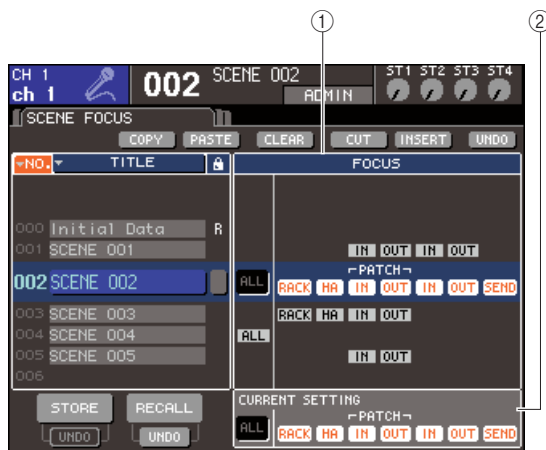 ① ②
CH 1 SCENE 002 ST1 ST2 ST3 ST4
ch 1 002 ADMIN
SCENE FOCUS
COPY PASTE CLEAR CUT INSERT UNDO
NO. TITLE FOCUS
000 Initial Data R
001 SCENE 001 IN OUT IN OUT
PATCH
002 SCENE 002 ALL RACK HA IN OUT IN OUT SEND
003 SCENE 003 RACK HA IN OUT
004 SCENE 004 ALL
005 SCENE 005 IN OUT
006
STORE RECALL CURRENT SETTING
PATCH
UNDO UNDO ALL RACK HA IN OUT IN OUT SEND